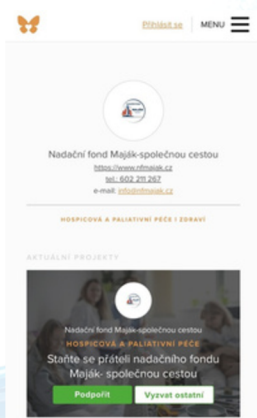 Přihlásit se
MENU
Nadační fond Maják-společnou cestou
https://www.nfmajak.cz
tel.: 602 211 267
e-mail: info@nfmajak.cz
HOSPICOVÁ A PALIATIVNÍ PÉČE I ZDRAVÍ
AKTUÁLNÍ PROJEKTY
Nadační fond Maják-společnou cestou
HOSPICOVÁ A PALIATIVNÍ PÉČE
Staňte se přáteli nadačního fondu
Maják- společnou cestou
Podpořit
Vyzvat ostatní